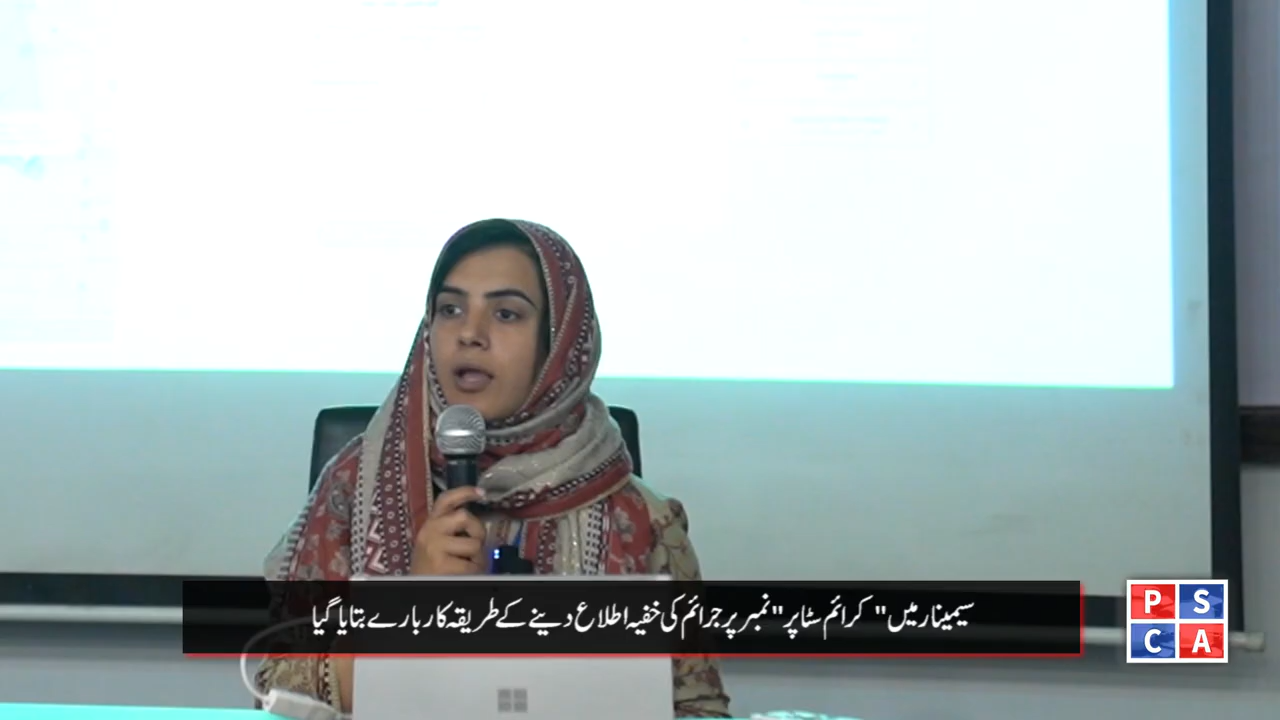 سیمینار میں " کرائم سٹاپر "نمبر پر جرائم کی خفیہ اطلاع دینے کے طریقہ کار بارے بتایا گیا
P S
C A